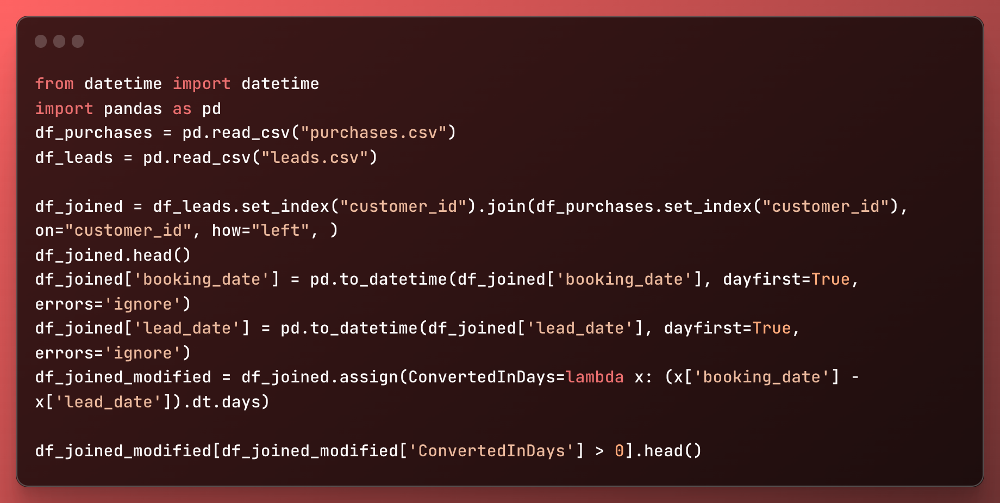 from datetime import datetime
import pandas as pd
df_purchases = pd.read_csv("purchases.csv")
df_leads = pd.read_csv("leads.csv")

df_joined = df_leads.set_index("customer_id").join(df_purchases.set_index("customer_id"),
on="customer_id", how="left", )
df_joined.head()
df_joined['booking_date'] = pd.to_datetime(df_joined['booking_date'], dayfirst=True,
errors='ignore')
df_joined['lead_date'] = pd.to_datetime(df_joined['lead_date'], dayfirst=True,
errors='ignore')
df_joined_modified = df_joined.assign(ConvertedInDays=lambda x: (x['booking_date'] -
x['lead_date']).dt.days)

df_joined_modified[df_joined_modified['ConvertedInDays'] > 0].head()